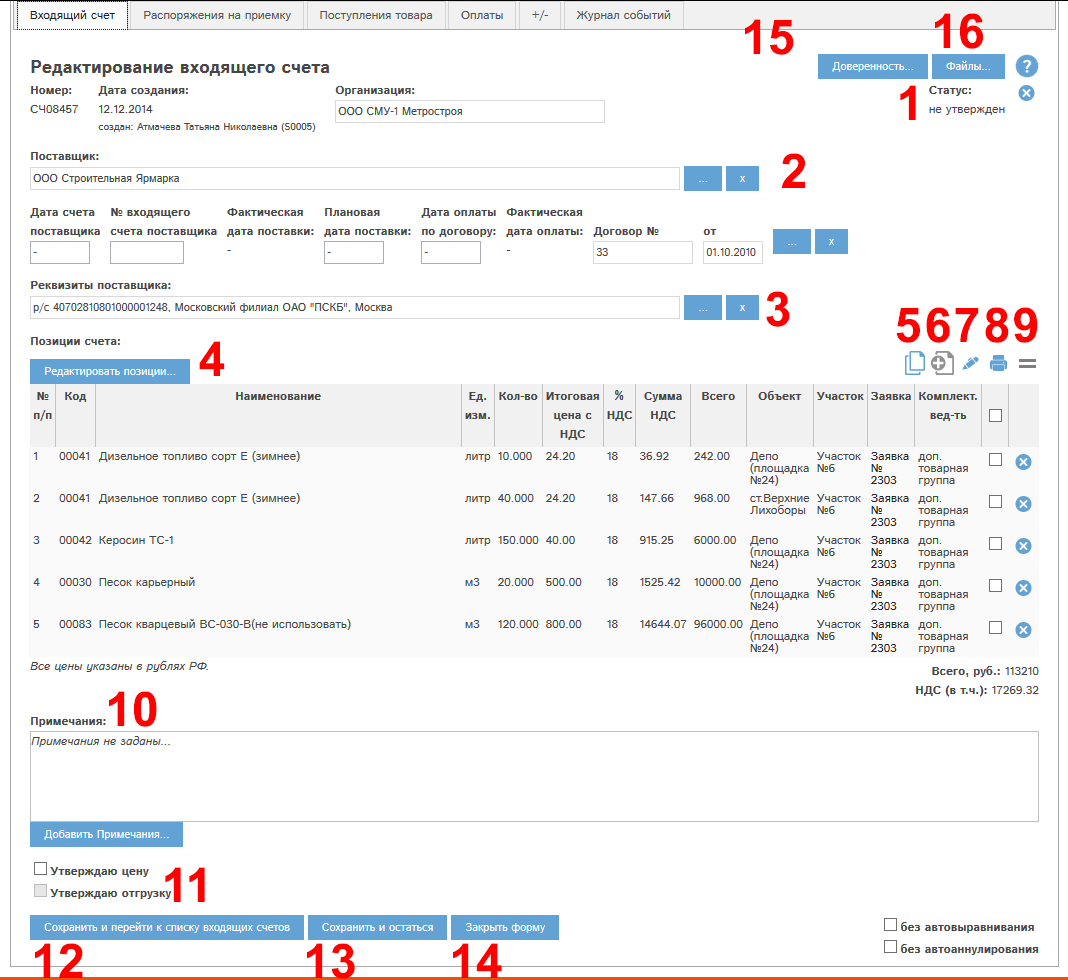 Входящий счет Распоряжения на приемку Поступления товара Оплаты +/- Журнал событий
15 16
Редактирование входящего счета Доверенность... Файлы... ?
Номер: Дата создания: Организация: 1 Статус:
СЧ08457 12.12.2014 ООО СМУ-1 Метростроя не утвержден
создан: Атмачева Татьяна Николаевна (S0005)
Поставщик:
ООО Строительная Ярмарка ... x 2
Дата счета № входящего Фактическая Плановая Дата оплаты Фактическая
поставщика счета поставщика дата поставки: дата поставки: по договору: дата оплаты: Договор № от
- - - - - 33 01.10.2010 ... x
Реквизиты поставщика:
р/с 40702810801000001248, Московский филиал ОАО "ПСКБ", Москва ... x 3
Позиции счета: 5 6 7 8 9
Редактировать позиции... 4
№ Код Наименование Ед. Кол-во Итоговая % Сумма Всего Объект Участок Заявка Комплект.
п/п изм. цена с НДС НДС вед-ть
НДС
1 00041 Дизельное топливо сорт Е (зимнее) литр 10.000 24.20 18 36.92 242.00 Депо Участок Заявка доп.
(площадка №6 № товарная
№24) 2303 группа
2 00041 Дизельное топливо сорт Е (зимнее) литр 40.000 24.20 18 147.66 968.00 ст.Верхние Участок Заявка доп.
Лихоборы №6 № товарная
2303 группа
3 00042 Керосин ТС-1 литр 150.000 40.00 18 915.25 6000.00 Депо Участок Заявка доп.
(площадка №6 № товарная
№24) 2303 группа
4 00030 Песок карьерный м3 20.000 500.00 18 1525.42 10000.00 Депо Участок Заявка доп.
(площадка №6 № товарная
№24) 2303 группа
5 00083 Песок кварцевый ВС-030-В(не использовать) м3 120.000 800.00 18 14644.07 96000.00 Депо Участок Заявка доп.
(площадка №6 № товарная
№24) 2303 группа
Все цены указаны в рублях РФ.
Всего, руб.: 113210
НДС (в т.ч.): 17269.32
Примечания: 10
Примечания не заданы...
Добавить Примечания...
Утверждаю цену
Утверждаю отгрузку 11
Сохранить и перейти к списку входящих счетов Сохранить и остаться Закрыть форму без автовыравнивания
без автоаннулирования
12 13 14